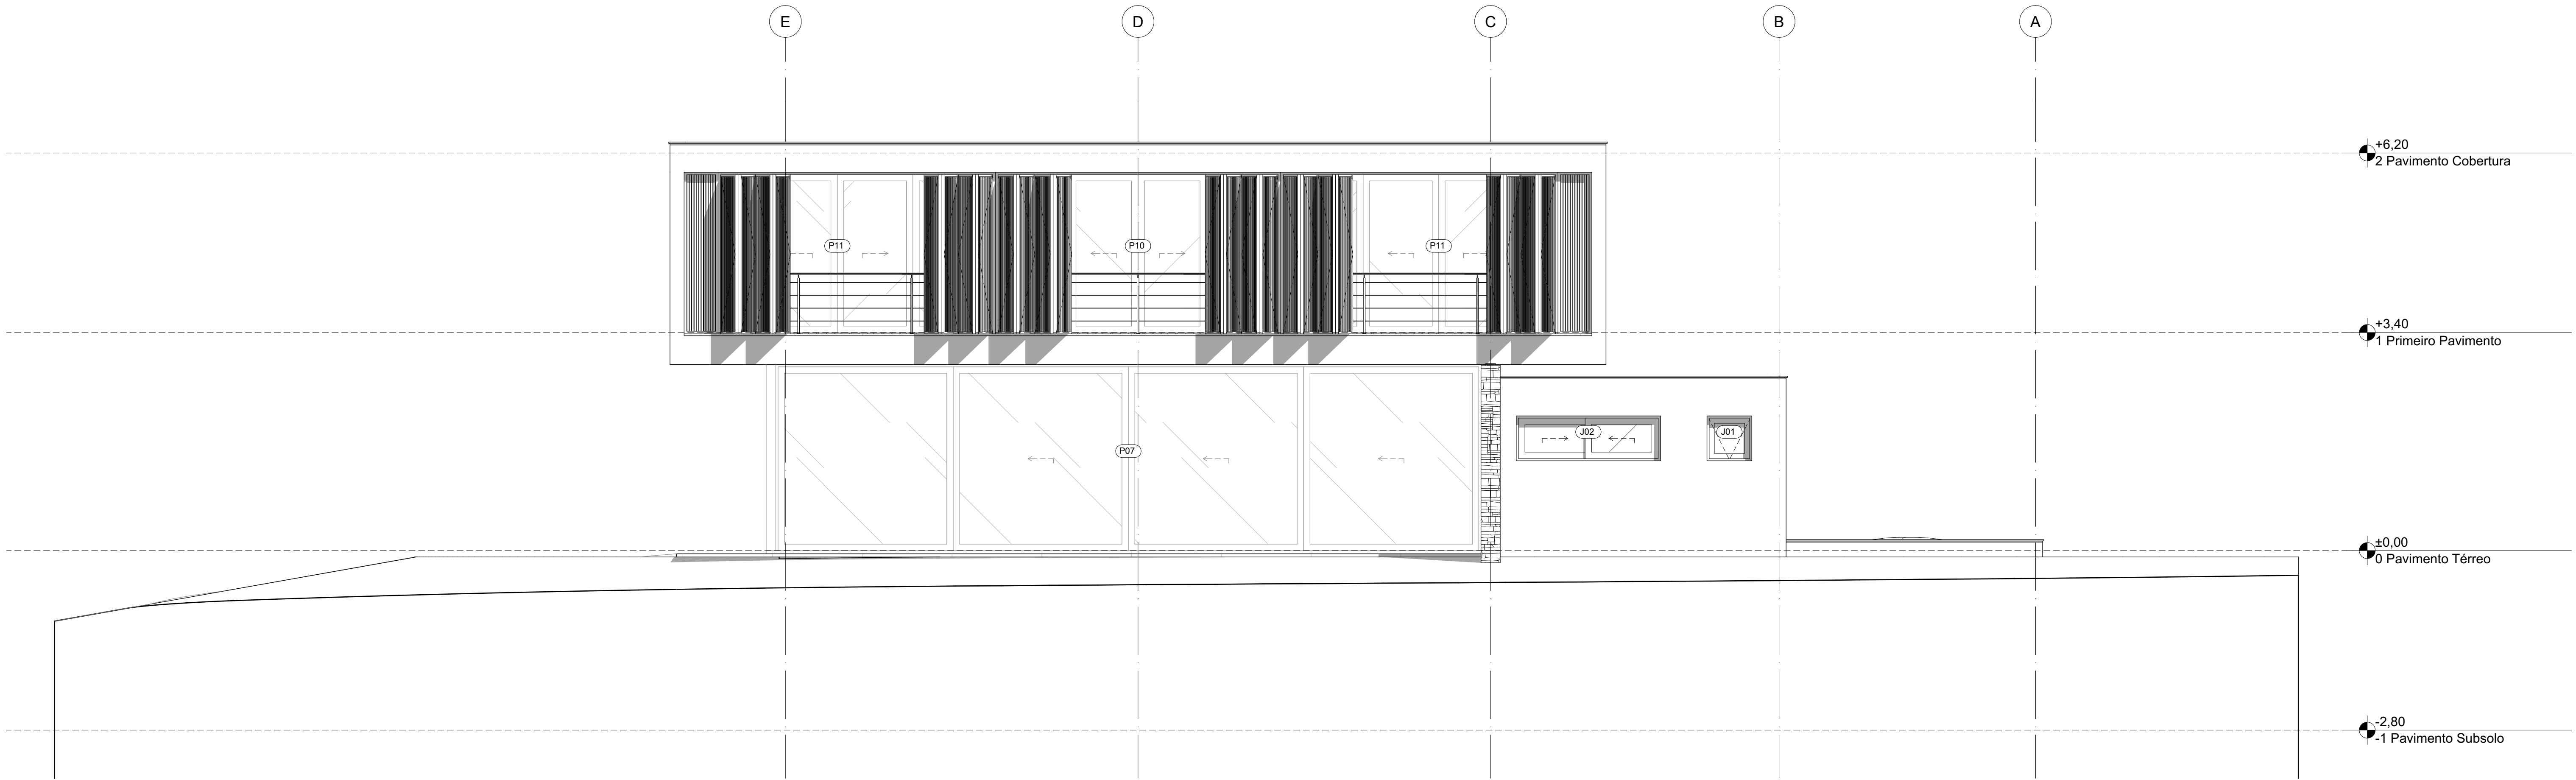 E
D
C
B
A
+6,20
2 Pavimento Cobertura
P11
P10
P11
+3,40
1 Primeiro Pavimento
J02
J01
P07
±0,00
0 Pavimento Térreo
-2,80
-1 Pavimento Subsolo